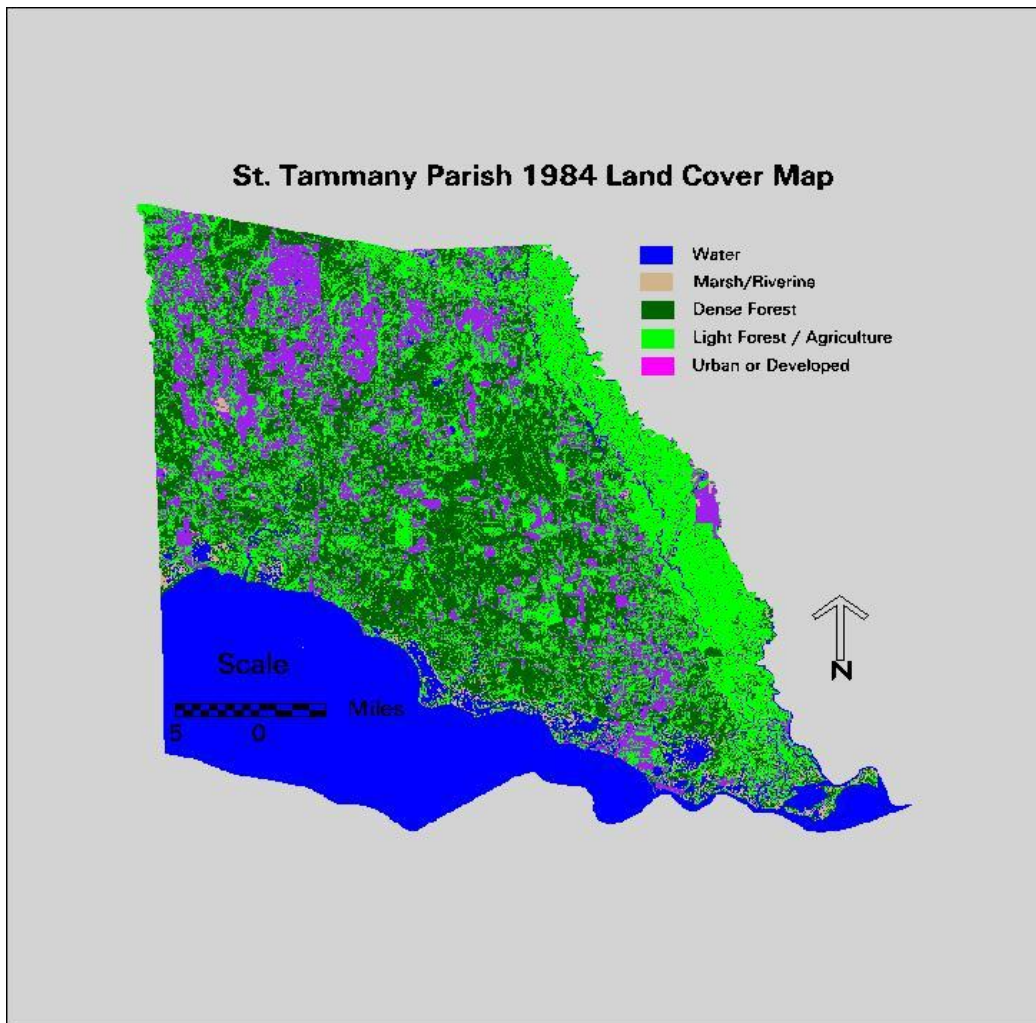 St. Tammany Parish 1984 Land Cover Map
Water
Marsh/Riverine
Dense Forest
Light Forest / Agriculture
Urban or Developed
N
Scale
Miles
5 0